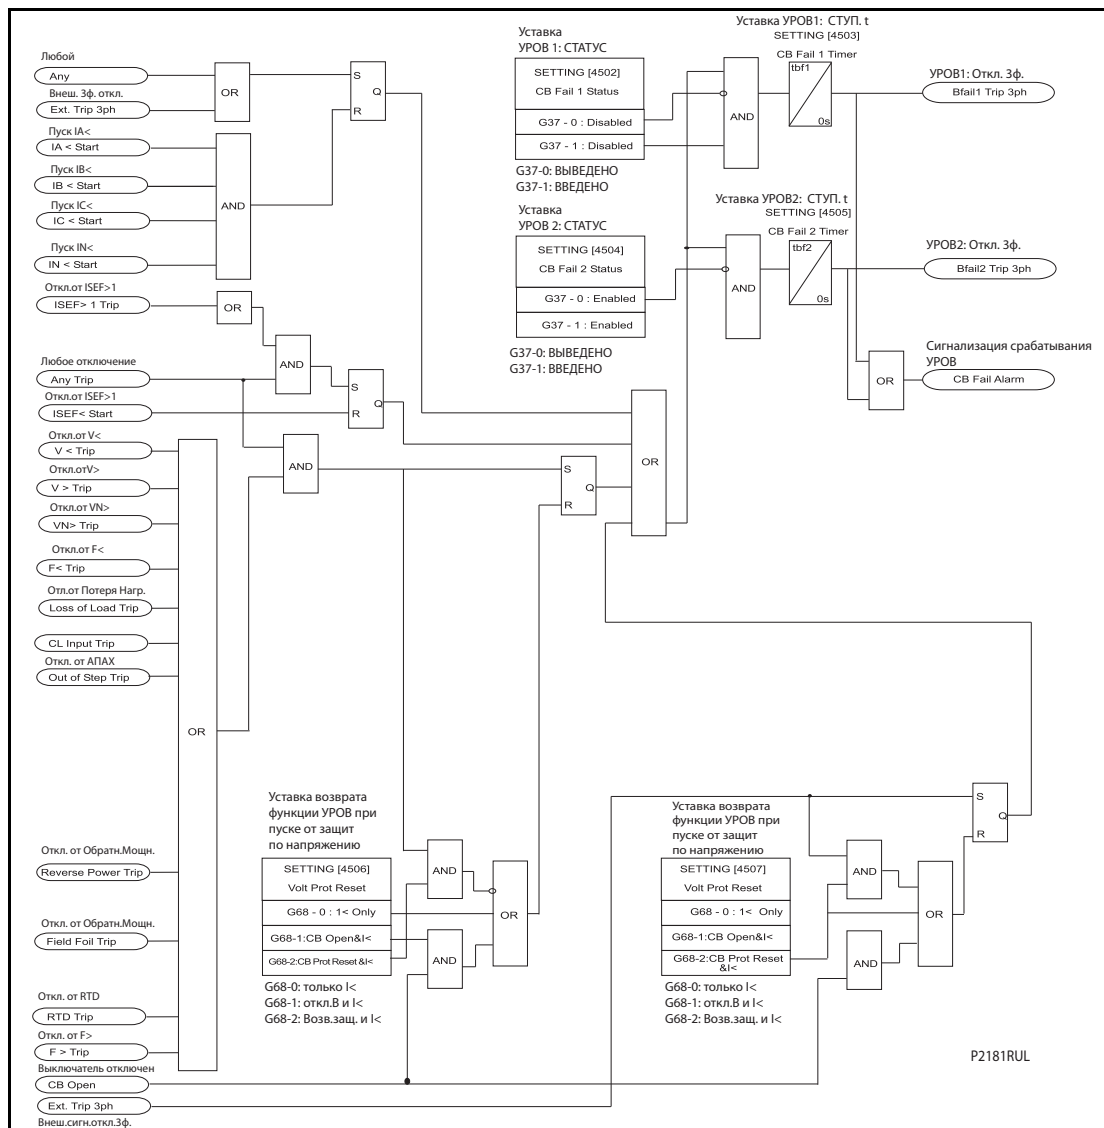 Любой
Any
Внеш. 3ф. откл.
Ext. Trip 3ph
Пуск IA<
IA < Start
Пуск IB<
IB < Start
Пуск IC<
IC < Start
Пуск IN<
IN < Start
Откл.от ISEF>1
ISEF> 1 Trip
Любое отключение
Any Trip
Откл.от ISEF>1
ISEF< Start
Откл.от V<
V < Trip
Откл.отV>
V > Trip
Откл.от VN>
VN> Trip
Откл.от F<
F< Trip
Отл.от Потеря Нагр.
Loss of Load Trip
CL Input Trip
Откл. от АПАХ
Out of Step Trip
Откл. от Обратн.Мощн.
Reverse Power Trip
Откл. от Обратн.Мощн.
Field Foil Trip
Откл. от RTD
RTD Trip
Откл. от F>
F > Trip
Выключатель отключен
CB Open
Ext. Trip 3ph
Внеш.сигн.откл.3ф.
OR
AND
OR
AND
AND
OR
S
Q
R
S
Q
R
S
Q
R
OR
Уставка
УРОВ 1: СТАТУС
SETTING [4502]
CB Fail 1 Status
G37 - 0 : Disabled
G37 - 1 : Disabled
G37-0: ВЫВЕДЕНО
G37-1: ВВЕДЕНО
Уставка
УРОВ 2: СТАТУС
SETTING [4504]
CB Fail 2 Status
G37 - 0 : Enabled
G37 - 1 : Enabled
G37-0: ВЫВЕДЕНО
G37-1: ВВЕДЕНО
AND
AND
Уставка УРОВ1: СТУП. t
SETTING [4503]
CB Fail 1 Timer
tbf1
0s
Уставка УРОВ2: СТУП. t
SETTING [4505]
CB Fail 2 Timer
tbf2
0s
УРОВ1: Откл. 3ф.
Bfail1 Trip 3ph
УРОВ2: Откл. 3ф.
Bfail2 Trip 3ph
OR
Сигнализация срабатывания
УРОВ
CB Fail Alarm
Уставка возврата
функции УРОВ при
пуске от защит
по напряжению
SETTING [4506]
Volt Prot Reset
G68 - 0 : 1< Only
G68-1:CB Open&I<
G68-2:CB Prot Reset &I<
G68-0: только I<
G68-1: откл.В и I<
G68-2: Возв.защ. и I<
AND
AND
OR
Уставка возврата
функции УРОВ при
пуске от защит
по напряжению
SETTING [4507]
Volt Prot Reset
G68 - 0 : 1< Only
G68-1:CB Open&I<
G68-2:CB Prot Reset
&I<
G68-0: только I<
G68-1: откл.В и I<
G68-2: Возв.защ. и I<
AND
AND
OR
S
Q
R
P2181RUL